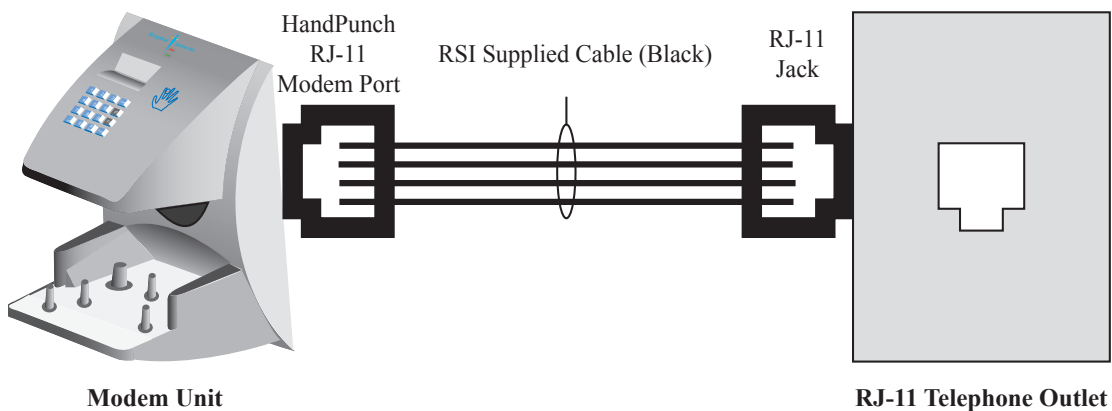 HandPunch
RJ-11
Modem Port
RSI Supplied Cable (Black)
RJ-11
Jack
Modem Unit
RJ-11 Telephone Outlet